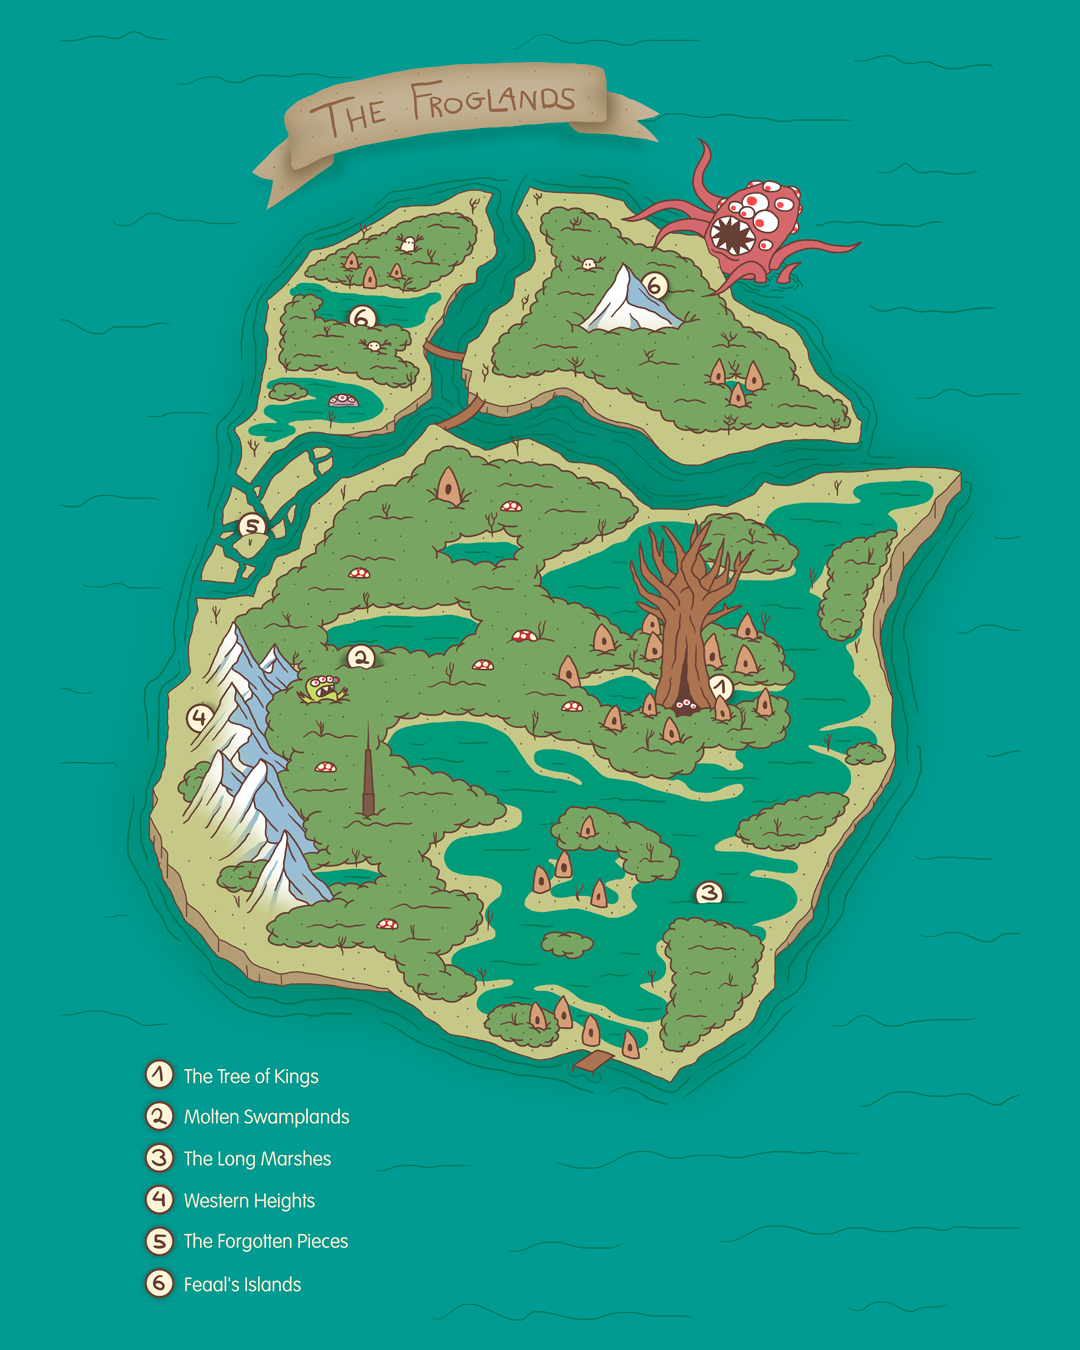 The Froglands
6
6
5
2
1
4
3
1 The Tree of Kings
2 Molten Swamplands
3 The Long Marshes
4 Western Heights
5 The Forgotten Pieces
6 Feaal's Islands